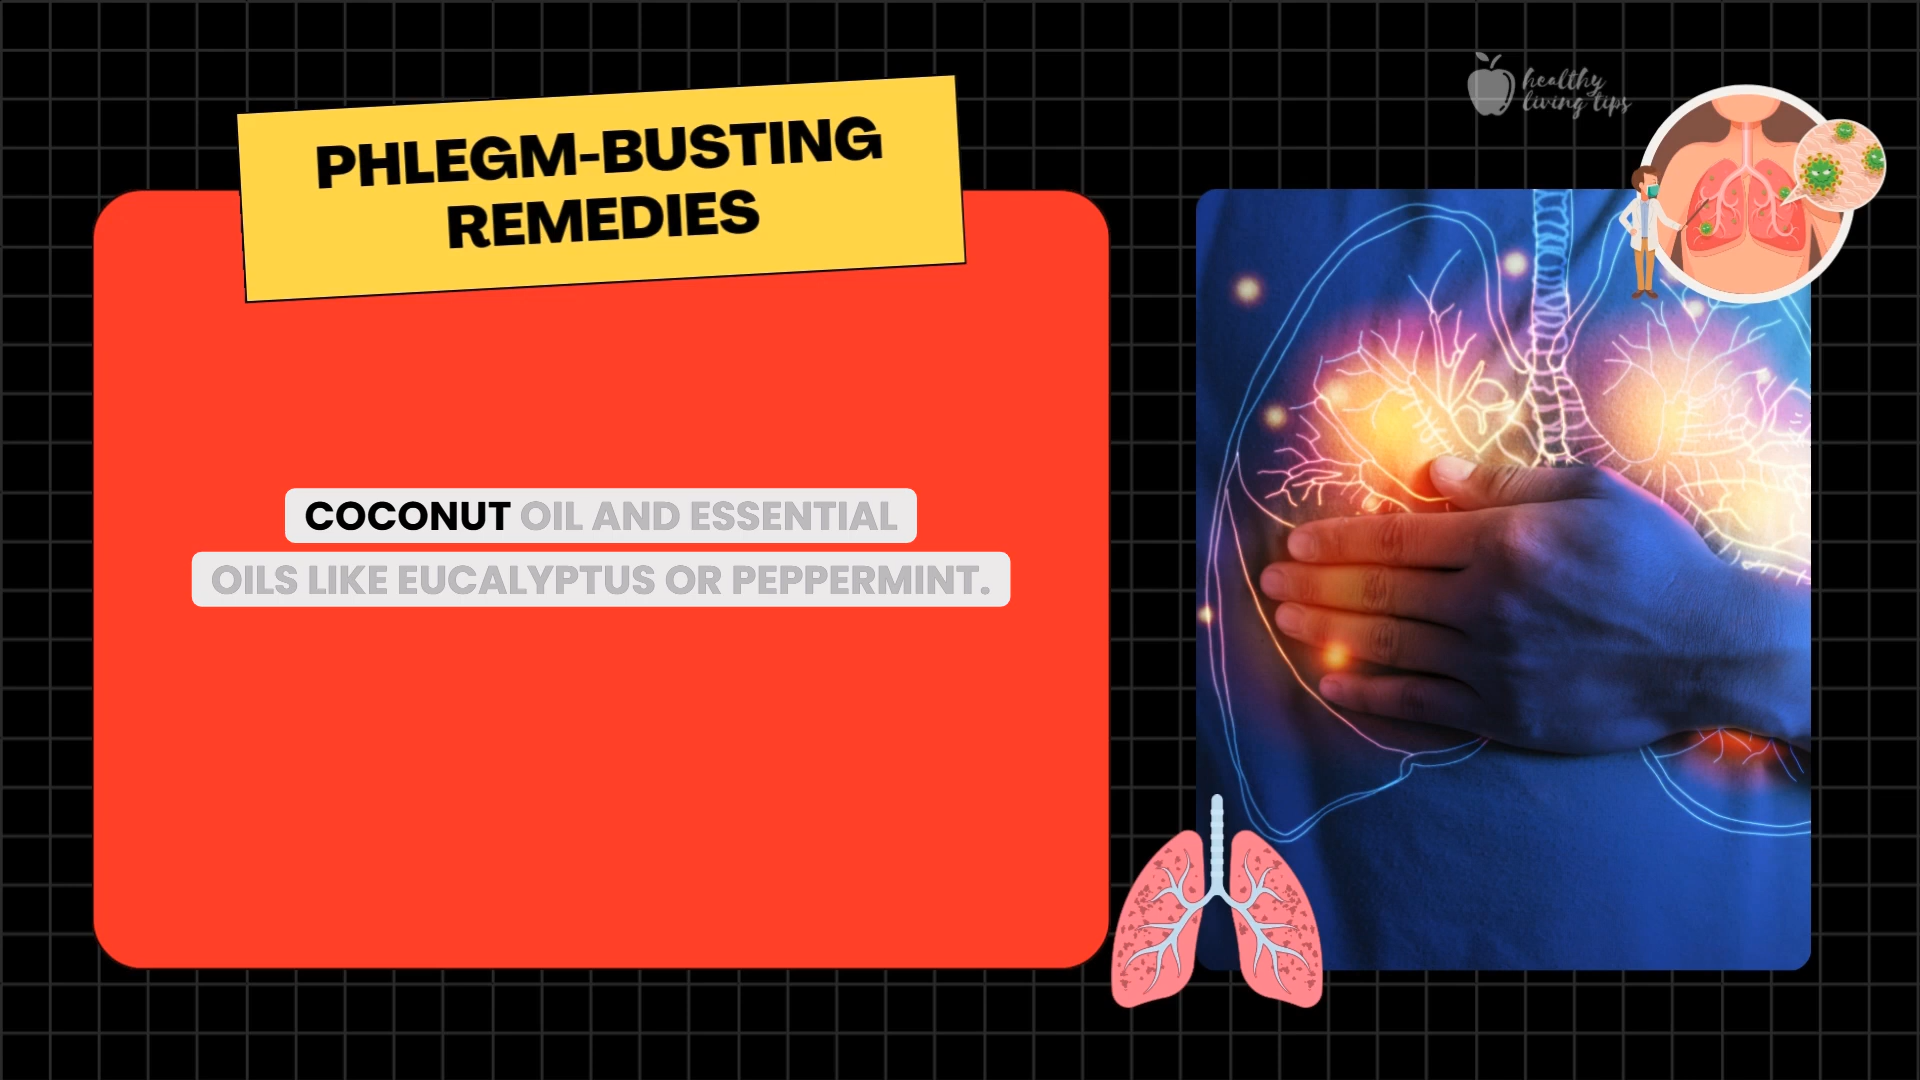 healthy
living tips
PHLEGM-BUSTING
REMEDIES
COCONUT OIL AND ESSENTIAL
OILS LIKE EUCALYPTUS OR PEPPERMINT.